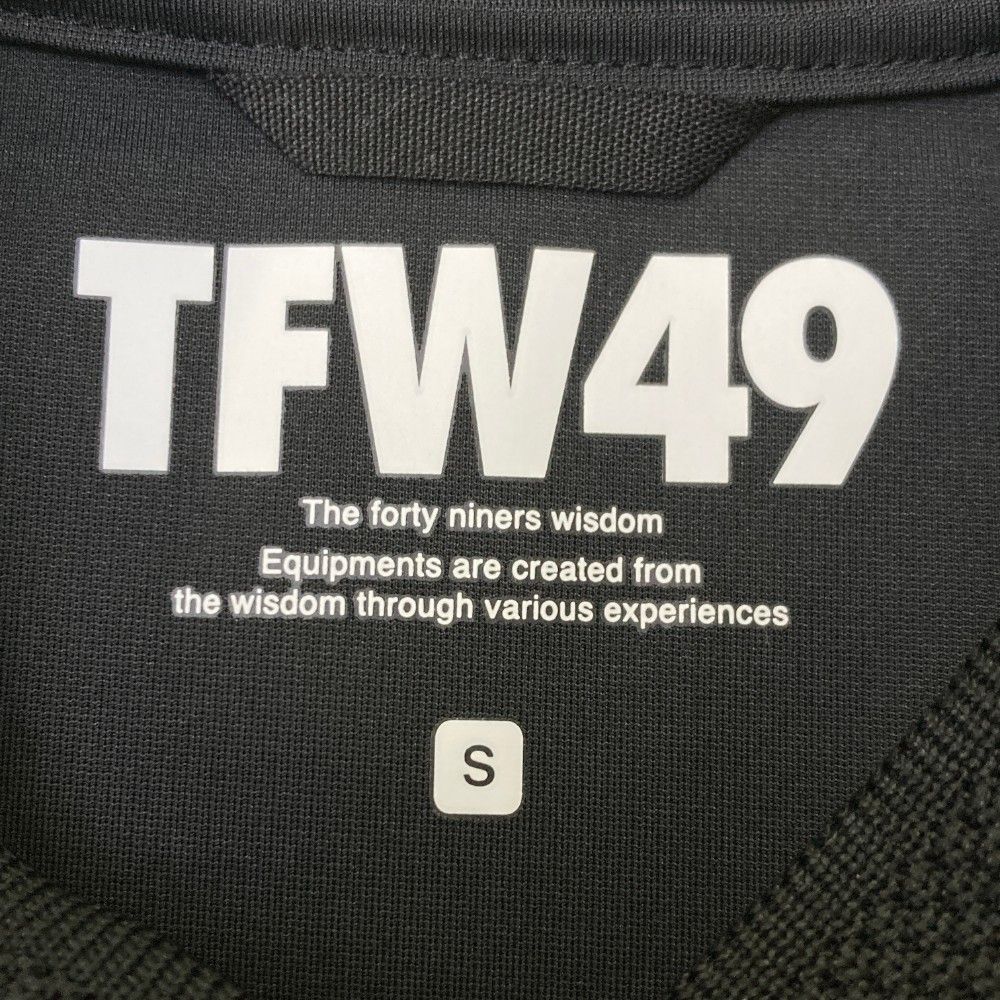 TFW49
The forty niners wisdom
Equipments are created from
the wisdom through various experiences
S